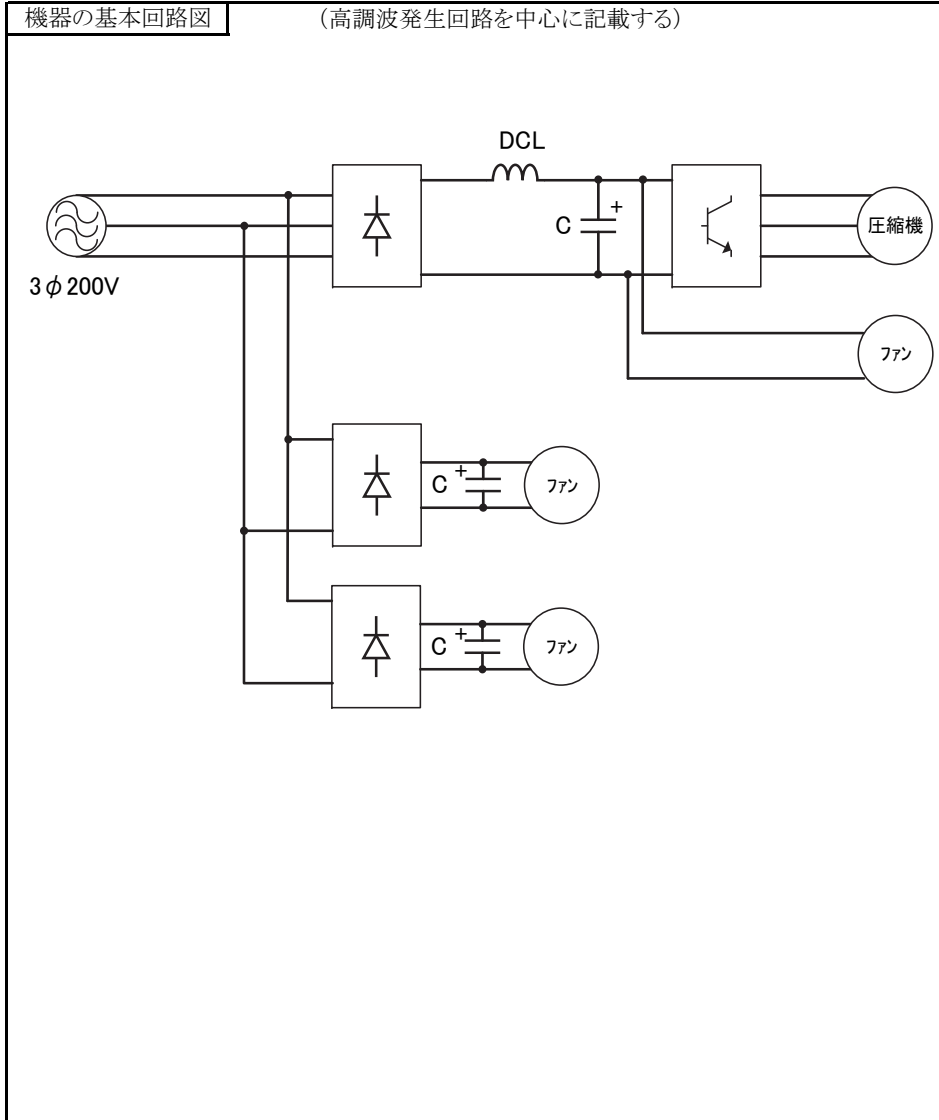 機器の基本回路図 (高調波発生回路を中心に記載する)
DCL
C +
圧縮機
3φ200V
ファン
C +
ファン
C +
ファン